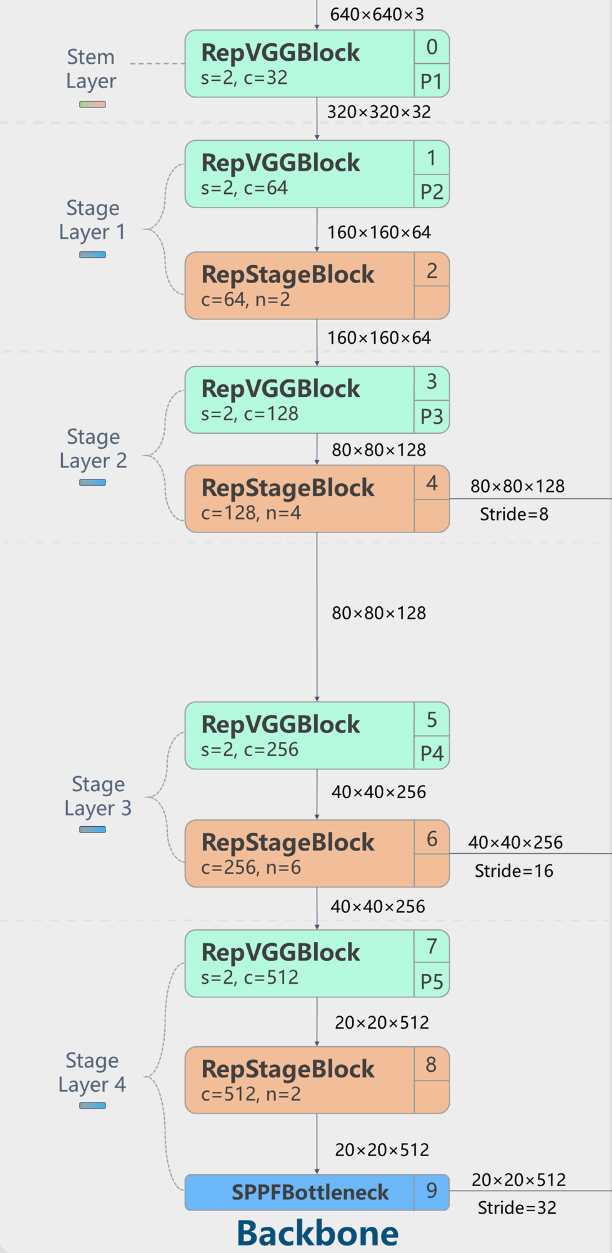 640×640×3
Stem
Layer
RepVGGBlock
s=2, c=32
0
P1
320×320×32
Stage
Layer 1
RepVGGBlock
s=2, c=64
1
P2
160×160×64
RepStageBlock
c=64, n=2
2
160×160×64
Stage
Layer 2
RepVGGBlock
s=2, c=128
3
P3
80×80×128
RepStageBlock
c=128, n=4
4
80×80×128
Stride=8
80×80×128
Stage
Layer 3
RepVGGBlock
s=2, c=256
5
P4
40×40×256
RepStageBlock
c=256, n=6
6
40×40×256
Stride=16
40×40×256
Stage
Layer 4
RepVGGBlock
s=2, c=512
7
P5
20×20×512
RepStageBlock
c=512, n=2
8
20×20×512
SPPFBottleneck
9
20×20×512
Stride=32
Backbone